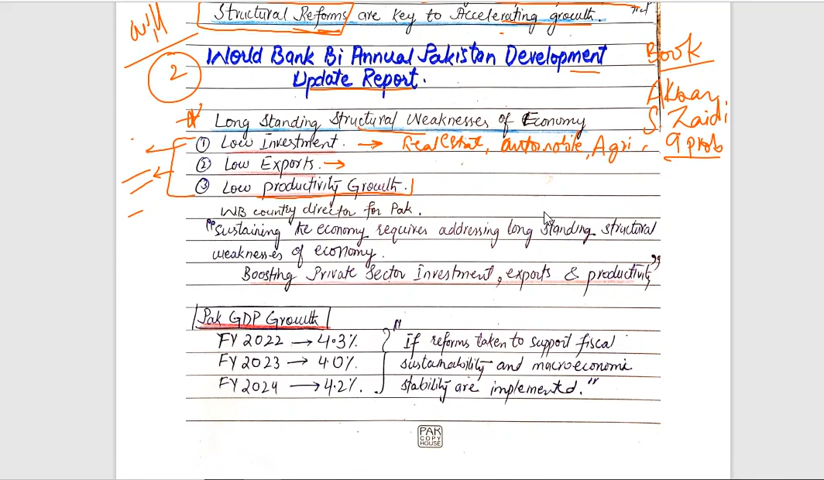 Structural Reforms are key to Accelerating growth.
will
2
World Bank Bi Annual Pakistan Development
Update Report.
Book
Akbar
S. Zaidi
9 prob
Long Standing Structural Weaknesses of Economy
① Low Investment. → Real Estat, automobile, Agri.
② Low Exports. →
③ Low productivity Growth.
WB country director for Pak.
"Sustaining the economy requires addressing long standing structural
weaknesses of economy.
Boosting Private Sector Investment, exports & productivity"
Pak GDP Growth
FY 2022 → 4.3%.
FY 2023 → 4.0%.
FY 2024 → 4.2%.
"If reforms taken to support fiscal
sustainability and macroeconomic
stability are implemented."
PAK
COPY
HOUSE